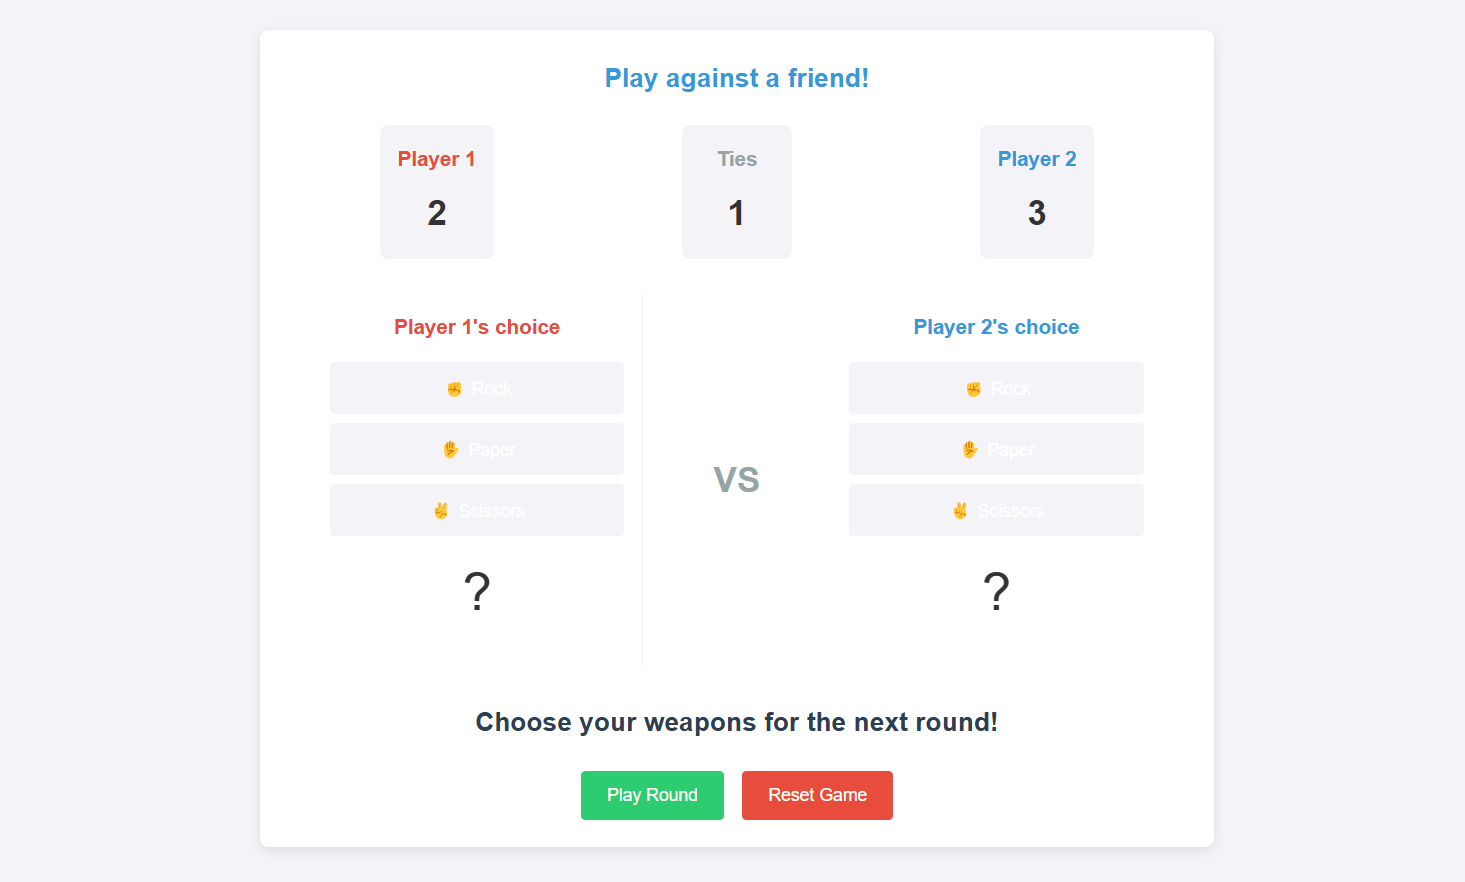 Play against a friend!
Player 1
2
Ties
1
Player 2
3
Player 1's choice
✊ Rock
✋ Paper
✌ Scissors
?
VS
Player 2's choice
✊ Rock
✋ Paper
✌ Scissors
?
Choose your weapons for the next round!
Play Round
Reset Game